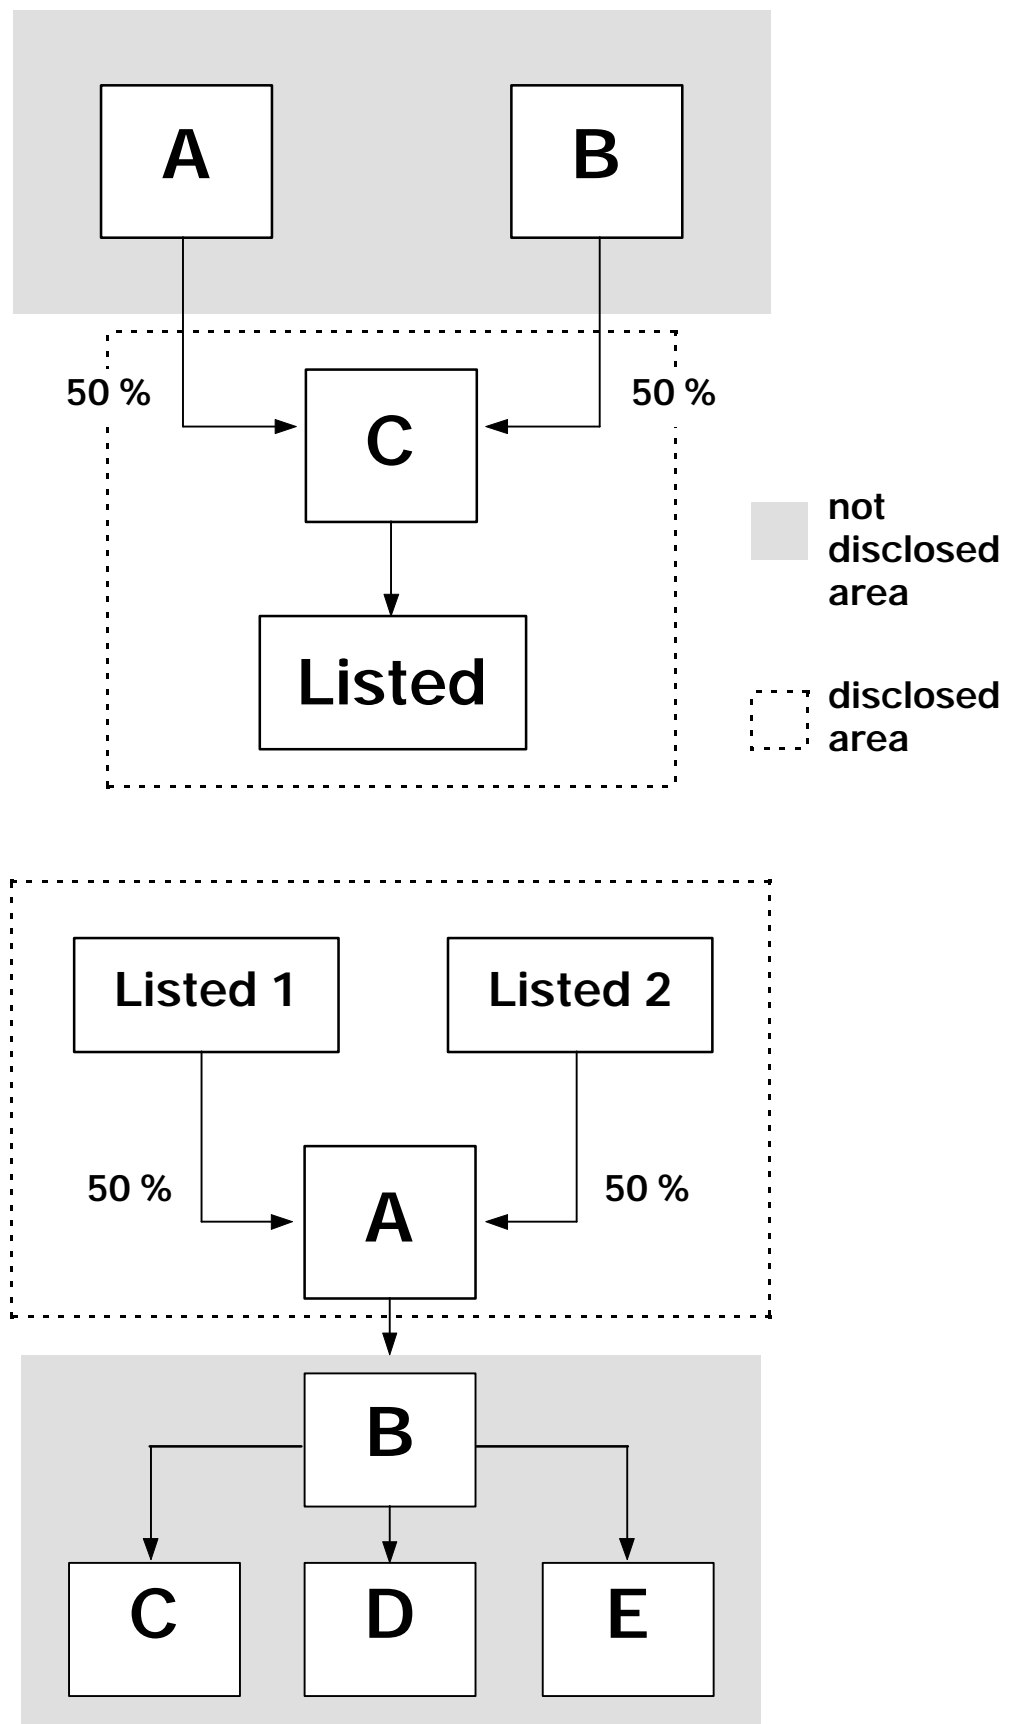 A
B
50 %
50 %
C
not
disclosed
area
Listed
disclosed
area
Listed 1
Listed 2
50 %
50 %
A
B
C
D
E